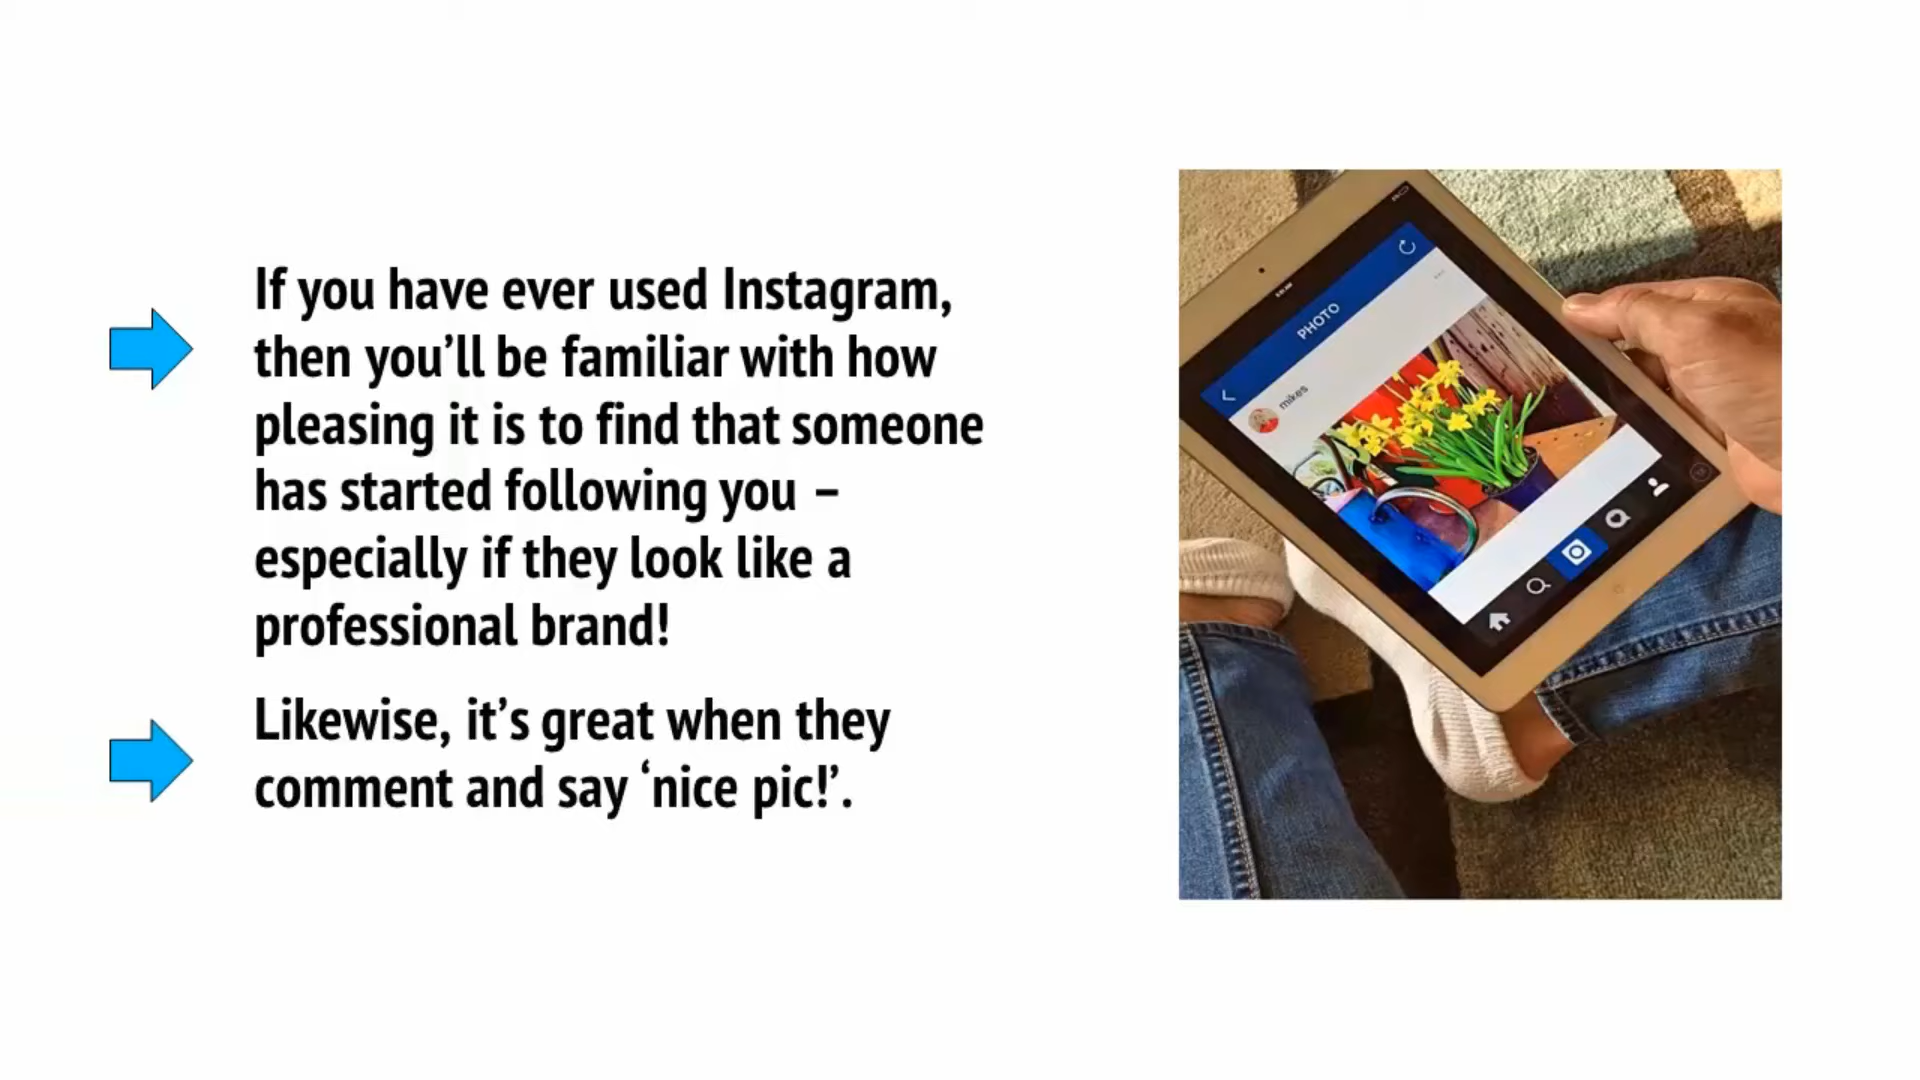 If you have ever used Instagram,
then you’ll be familiar with how
pleasing it is to find that someone
has started following you –
especially if they look like a
professional brand!
Likewise, it’s great when they
comment and say ‘nice pic!’.
PHOTO
mikes